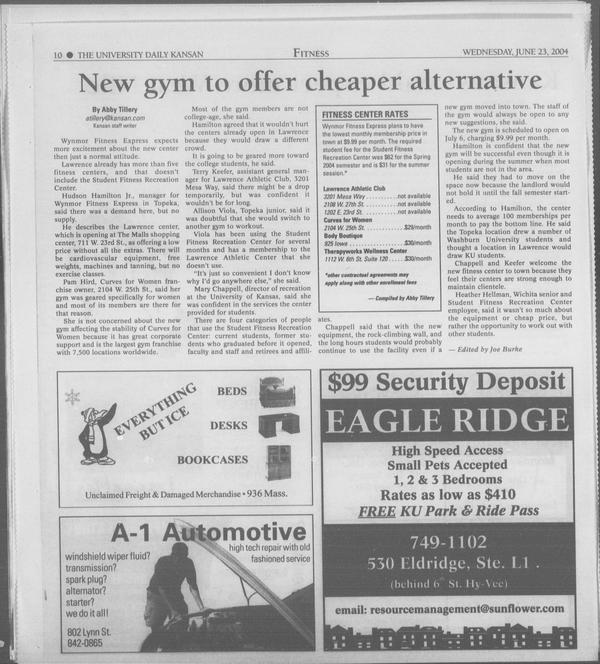 10 ● THE UNIVERSITY DAILY KANSAN
FITNESS
WEDNESDAY, JUNE 23, 2004
New gym to offer cheaper alternative
By Abby Tillery
atillery@kansan.com
Kansan staff writer
Wynmor Fitness Express expects
more excitement about the new center
then just a normal atitude.
Lawrence already has more than five
fitness centers, and that doesn't
include the Student Fitness Recreation
Center.
Hudson Hamilton Jr., manager for
Wynmor Fitness Express in Topeka,
said there was a demand here, but no
supply.
He describes the Lawrence center,
which is opening at The Malls shopping
center, 711 W. 23rd St., as offering a low
price without all the extras. There will
be cardiovascular equipment, free
weights, machines and tanning, but no
exercise classes.
Pam Hird, Curves for Women fran-
chise owner, 2104 W. 25th St., said her
gym was geared specifically for women
and most of its members are there for
that reason.
She is not concerned about the new
gym affecting the stability of Curves for
Women because it has great corporate
support and is the largest gym franchise
with 7,500 locations worldwide.
Most of the gym members are not
college-age, she said.
Hamilton agreed that it wouldn't hurt
the centers already open in Lawrence
because they would draw a different
crowd.
It is going to be geared more toward
the college students, he said.
Terry Keefer, assistant general man-
ager for Lawrence Athletic Club, 3201
Mesa Way, said there might be a drop
temporarily, but was confident it
wouldn't be for long.
Allison Viola, Topeka junior, said it
was doubtful that she would switch to
another gym to workout.
Viola has been using the Student
Fitness Recreation Center for several
months and has a membership to the
Lawrence Athletic Center that she
doesn't use.
"It's just so convenient I don't know
why I'd go anywhere else," she said.
Mary Chappell, director of recreation
at the University of Kansas, said she
was confident in the services the center
provided for students.
There are four categories of people
that use the Student Fitness Recreation
Center: current students, former stu-
dents who graduated before it opened,
faculty and staff and retirees and affili-
FITNESS CENTER RATES
Wynmor Fitness Express plans to have
the lowest monthly membership price in
town at $9.99 per month. The required
student fee for the Student Fitness
Recreation Center was $62 for the Spring
2004 semester and is $31 for the summer
session.*
Lawrence Athletic Club
3201 Mesa Way ..........not available
2108 W. 27th St. ..........not available
1202 E. 23rd St. ..........not available
Curves for Women
2104 W. 25th St. ..........$29/month
Body Boutique
925 Iowa ..........$30/month
Therapyworks Wellness Center
1112 W. 6th St. Suite 120 .....$30/month
*other contractual agreements may
apply along with other enrollment fees
— Compiled by Abby Tillery
ates.
Chappell said that with the new
equipment, the rock-climbing wall, and
the long hours students would probably
continue to use the facility even if a
new gym moved into town. The staff of
the gym would always be open to any
new suggestions, she said.
The new gym is scheduled to open on
July 6, charging $9.99 per month.
Hamilton is confident that the new
gym will be successful even though it is
opening during the summer when most
students are not in the area.
He said they had to move on the
space now because the landlord would
not hold it until the fall semester start-
ed.
According to Hamilton, the center
needs to average 100 memberships per
month to pay the bottom line. He said
the Topeka location drew a number of
Washburn University students and
thought a location in Lawrence would
draw KU students.
Chappell and Keefer welcome the
new fitness center to town because they
feel their centers are strong enough to
maintain clientele.
Heather Hellman, Wichita senior and
Student Fitness Recreation Center
employee, said it wasn't so much about
the equipment or cheap price, but
rather the opportunity to work out with
other students.
— Edited by Joe Burke
EVERYTHING
BUT ICE
BEDS
DESKS
BOOKCASES
Unclaimed Freight & Damaged Merchandise • 936 Mass.
A-1 Automotive
high tech repair with old
fashioned service
windshield wiper fluid?
transmission?
spark plug?
alternator?
starter?
we do it all!
802 Lynn St.
842-0865
$99 Security Deposit
EAGLE RIDGE
High Speed Access
Small Pets Accepted
1, 2 & 3 Bedrooms
Rates as low as $410
FREE KU Park & Ride Pass
749-1102
530 Eldridge, Ste. L1.
(behind 6th St. Hy-Vee)
email: resourcemanagement@sunflower.com